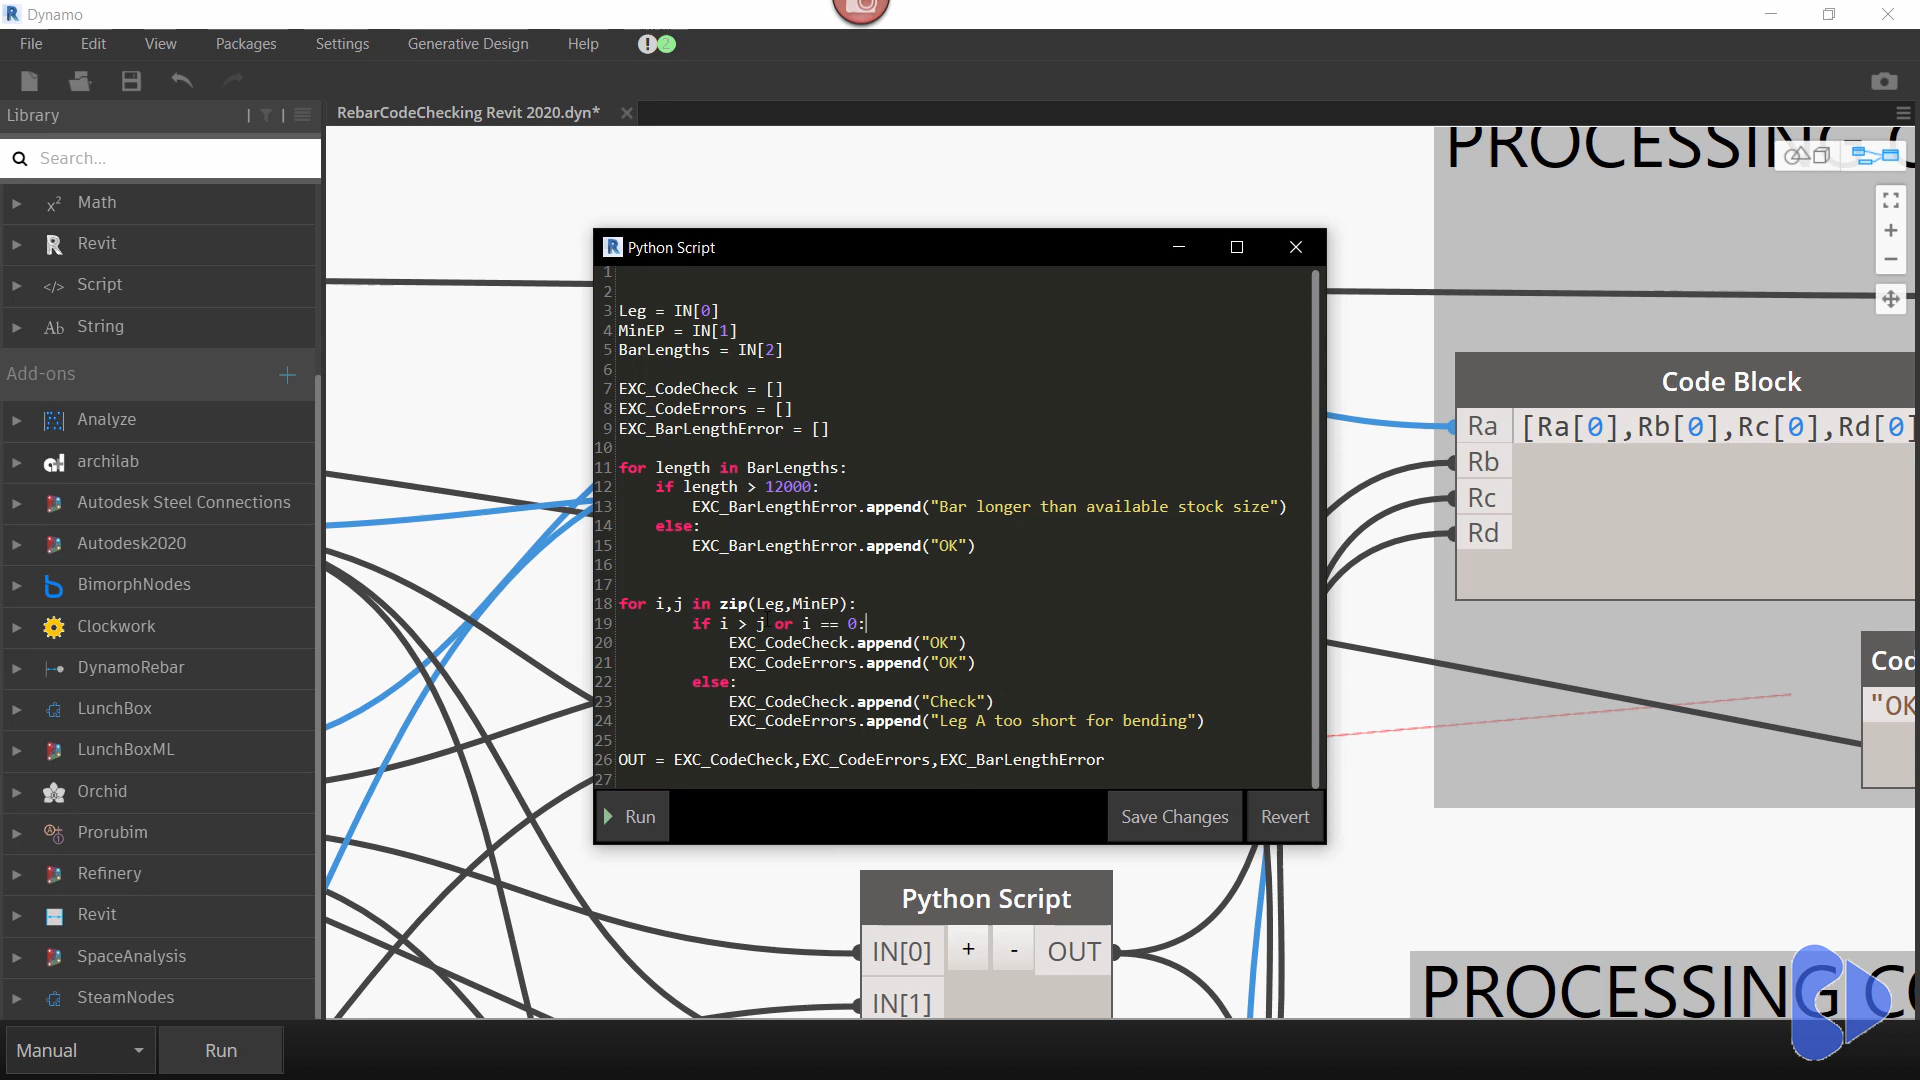 Dynamo
File Edit View Packages Settings Generative Design Help ! 2
Library
RebarCodeChecking Revit 2020.dyn*
Search...
Math
Revit
Script
Ab String
Add-ons
Analyze
archilab
Autodesk Steel Connections
Autodesk2020
BimorphNodes
Clockwork
DynamoRebar
LunchBox
LunchBoxML
Orchid
Prorubim
Refinery
Revit
SpaceAnalysis
SteamNodes
Manual
Run
Python Script
1
2
3 Leg = IN[0]
4 MinEP = IN[1]
5 BarLengths = IN[2]
6
7 EXC_CodeCheck = []
8 EXC_CodeErrors = []
9 EXC_BarLengthError = []
10
11 for length in BarLengths:
12 if length > 12000:
13 EXC_BarLengthError.append("Bar longer than available stock size")
14 else:
15 EXC_BarLengthError.append("OK")
16
17
18 for i,j in zip(Leg,MinEP):
19 if i > j or i == 0:
20 EXC_CodeCheck.append("OK")
21 EXC_CodeErrors.append("OK")
22 else:
23 EXC_CodeCheck.append("Check")
24 EXC_CodeErrors.append("Leg A too short for bending")
25
26 OUT = EXC_CodeCheck,EXC_CodeErrors,EXC_BarLengthError
27
Run
Save Changes
Revert
PROCESSING C
Code Block
Ra [Ra[0],Rb[0],Rc[0],Rd[0]
Rb
Rc
Rd
Cod
"OK
Python Script
IN[0] + - OUT
IN[1]
PROCESSING CO